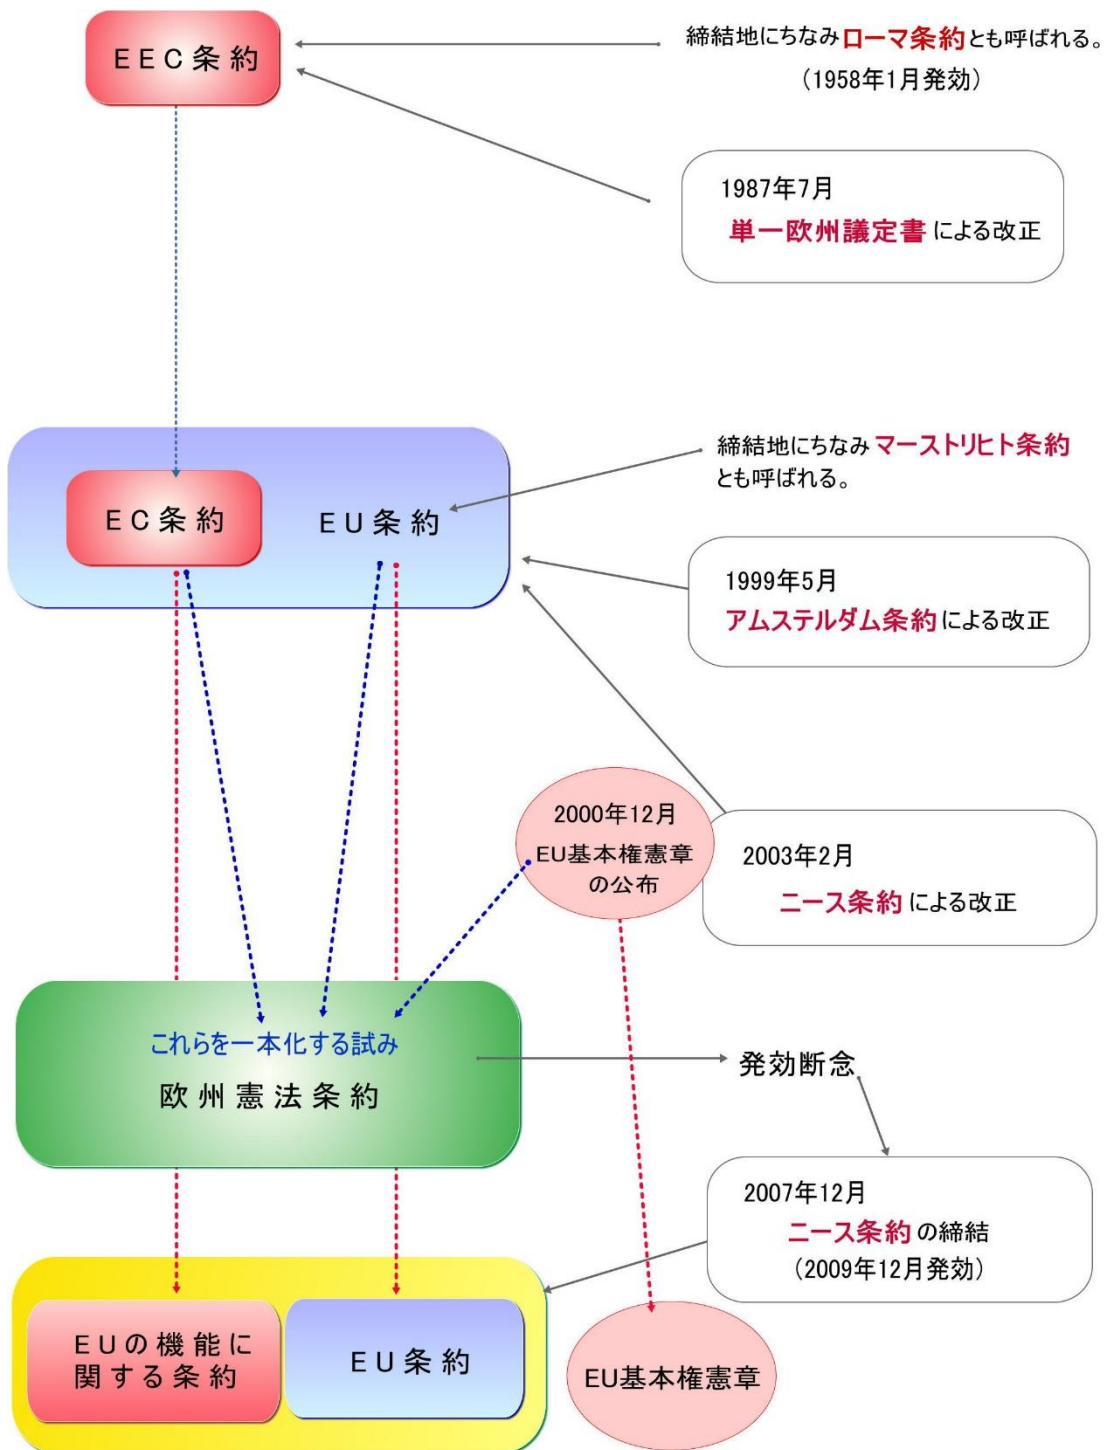 EEC条約
締結地にちなみローマ条約とも呼ばれる。
（1958年1月発効）
1987年7月
単一欧州議定書による改正
締結地にちなみ マーストリヒト条約
とも呼ばれる。
EC条約
EU条約
1999年5月
アムステルダム条約による改正
2000年12月
EU基本権憲章
の公布
2003年2月
ニース条約による改正
これらを一本化する試み
欧州憲法条約
発効断念
2007年12月
ニース条約の締結
（2009年12月発効）
EUの機能に
関する条約
EU条約
EU基本権憲章